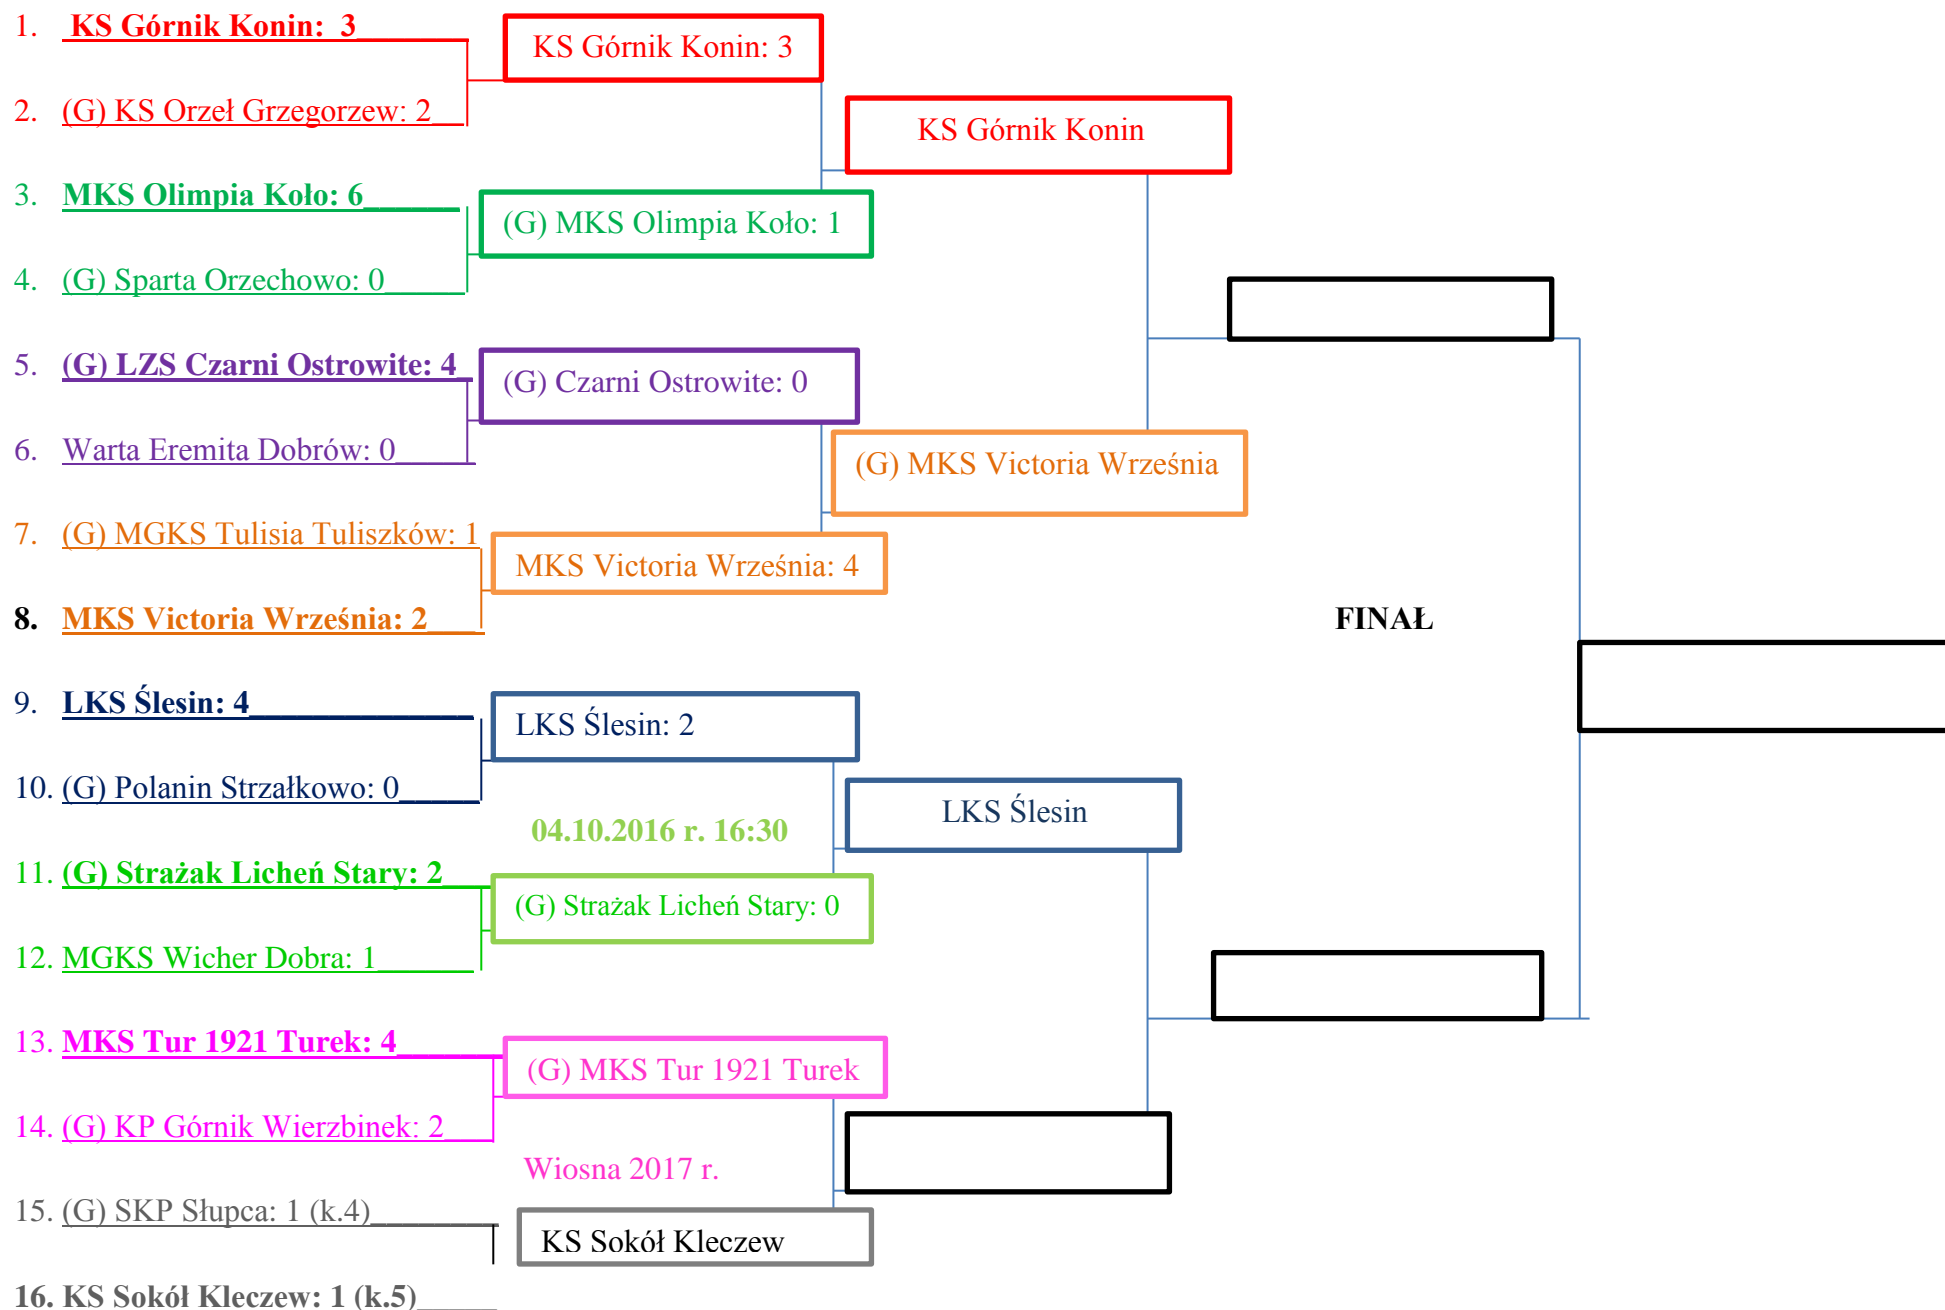 1. KS Górnik Konin: 3
KS Górnik Konin: 3
2. (G) KS Orzeł Grzegorzew: 2
KS Górnik Konin
3. MKS Olimpia Koło: 6
(G) MKS Olimpia Koło: 1
4. (G) Sparta Orzechowo: 0
5. (G) LZS Czarni Ostrowite: 4
(G) Czarni Ostrowite: 0
6. Warta Eremita Dobrów: 0
(G) MKS Victoria Września
7. (G) MGKS Tulisia Tuliszków: 1
MKS Victoria Września: 4
8. MKS Victoria Września: 2
FINAŁ
9. LKS Ślesin: 4
LKS Ślesin: 2
10. (G) Polanin Strzałkowo: 0
LKS Ślesin
04.10.2016 r. 16:30
11. (G) Strażak Licheń Stary: 2
(G) Strażak Licheń Stary: 0
12. MGKS Wicher Dobra: 1
13. MKS Tur 1921 Turek: 4
(G) MKS Tur 1921 Turek
14. (G) KP Górnik Wierzbinek: 2
Wiosna 2017 r.
15. (G) SKP Słupca: 1 (k.4)
KS Sokół Kleczew
16. KS Sokół Kleczew: 1 (k.5)